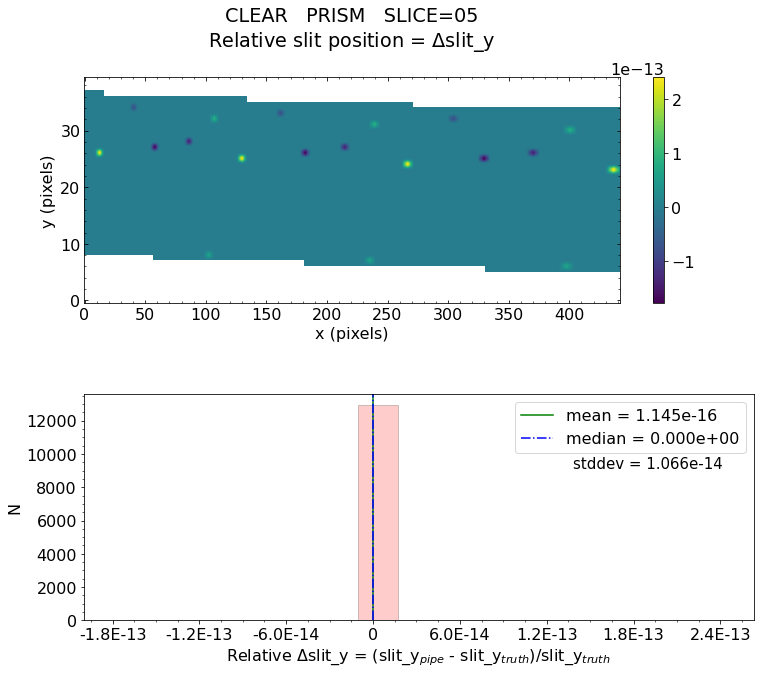 CLEAR PRISM SLICE=05
Relative slit position = Δslit_y
1e−13
y (pixels)
30
20
10
0
0 50 100 150 200 250 300 350 400
x (pixels)
2
1
0
−1
N
12000
10000
8000
6000
4000
2000
0
mean = 1.145e-16
median = 0.000e+00
stddev = 1.066e-14
-1.8E-13 -1.2E-13 -6.0E-14 0 6.0E-14 1.2E-13 1.8E-13 2.4E-13
Relative Δslit_y = (slit_y_pipe - slit_y_truth)/slit_y_truth